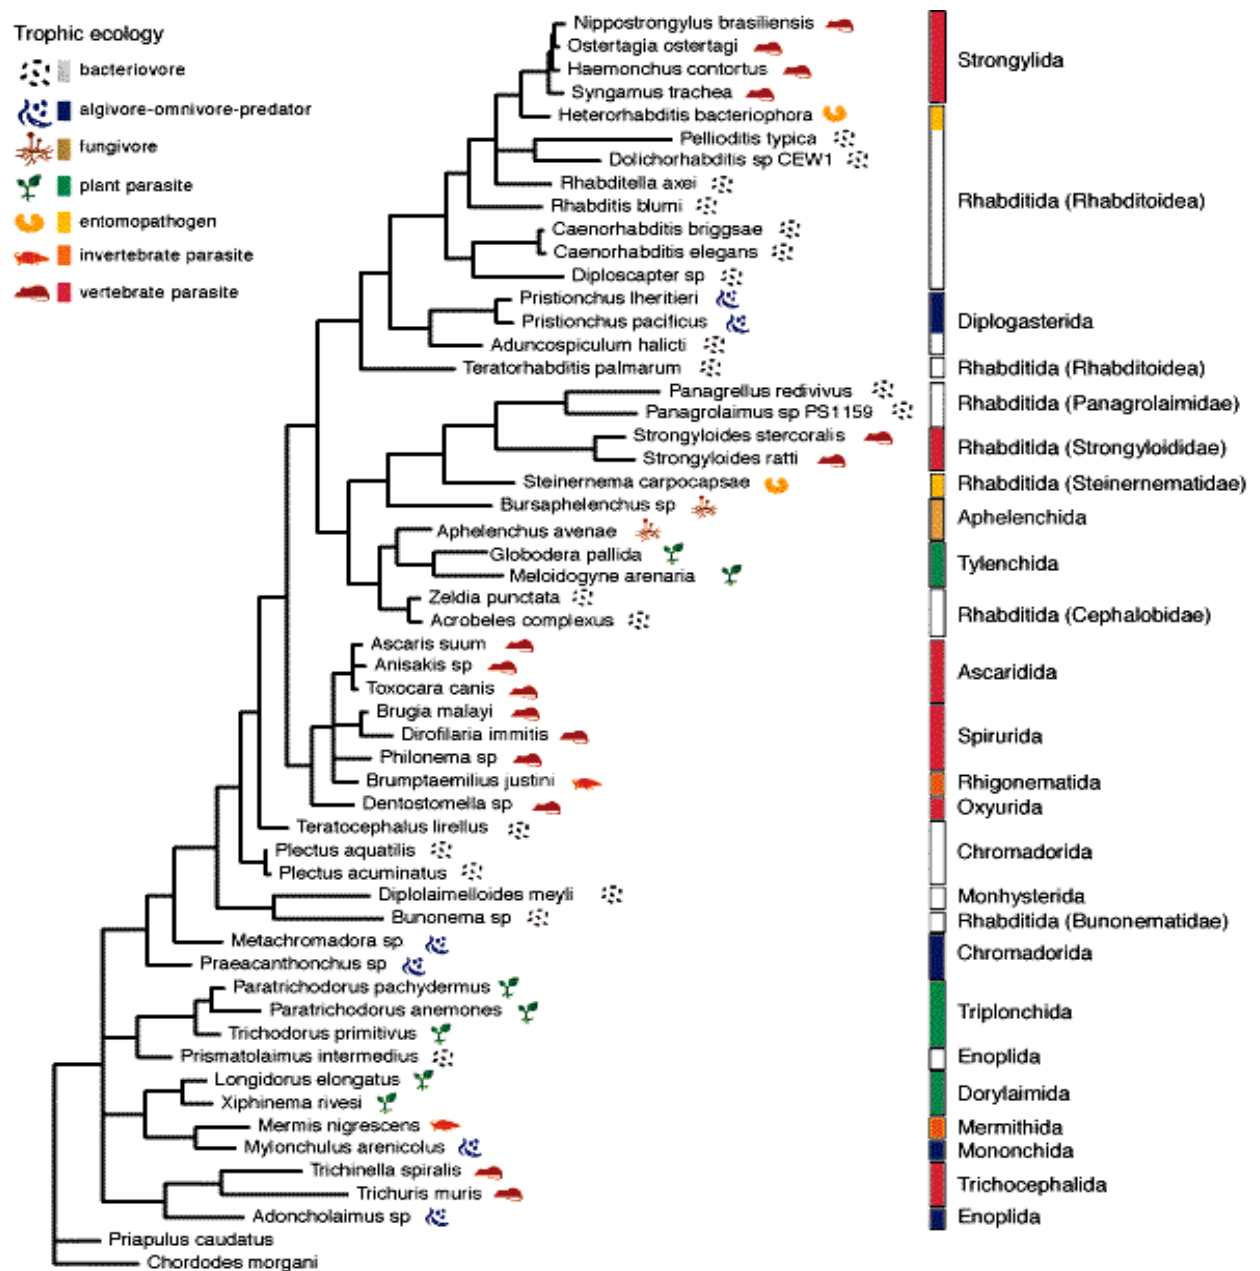 Trophic ecology
bacteriovore
algivore-omnivore-predator
fungivore
plant parasite
entomopathogen
invertebrate parasite
vertebrate parasite
Nippostrongylus brasiliensis
Ostertagia ostertagi
Haemonchus contortus
Syngamus trachea
Heterorhabditis bacteriophora
Pellioditis typica
Dolichorhabditis sp CEW1
Rhabditella axei
Rhabditis blumi
Caenorhabditis briggsae
Caenorhabditis elegans
Diploscapter sp
Pristionchus lheritieri
Pristionchus pacificus
Aduncospiculum halicti
Teratorhabditis palmarum
Panagrellus redivivus
Panagrolaimus sp PS1159
Strongyloides stercoralis
Strongyloides ratti
Steinernema carpocapsae
Bursaphelenchus sp
Aphelenchus avenae
Globodera pallida
Meloidogyne arenaria
Zeldia punctata
Acrobeles complexus
Ascaris suum
Anisakis sp
Toxocara canis
Brugia malayi
Dirofilaria immitis
Philonema sp
Brumptaemilius justini
Dentostomella sp
Teratocephalus lirellus
Plectus aquatilis
Plectus acuminatus
Diplolaimelloides meyli
Bunonema sp
Metachromadora sp
Praeacanthonchus sp
Paratrichodorus pachydermus
Paratrichodorus anemones
Trichodorus primitivus
Prismatolaimus intermedius
Longidorus elongatus
Xiphinema rivesi
Mermis nigrescens
Mylonchulus arenicolus
Trichinella spiralis
Trichuris muris
Adoncholaimus sp
Priapulus caudatus
Chordodes morgani
Strongylida
Rhabditida (Rhabditoidea)
Diplogasterida
Rhabditida (Rhabditoidea)
Rhabditida (Panagrolaimidae)
Rhabditida (Strongyloididae)
Rhabditida (Steinernematidae)
Aphelenchida
Tylenchida
Rhabditida (Cephalobidae)
Ascaridida
Spirurida
Rhigonematida
Oxyurida
Chromadorida
Monhysterida
Rhabditida (Bunonematidae)
Chromadorida
Triplonchida
Enoplida
Dorylaimida
Mermithida
Mononchida
Trichocephalida
Enoplida